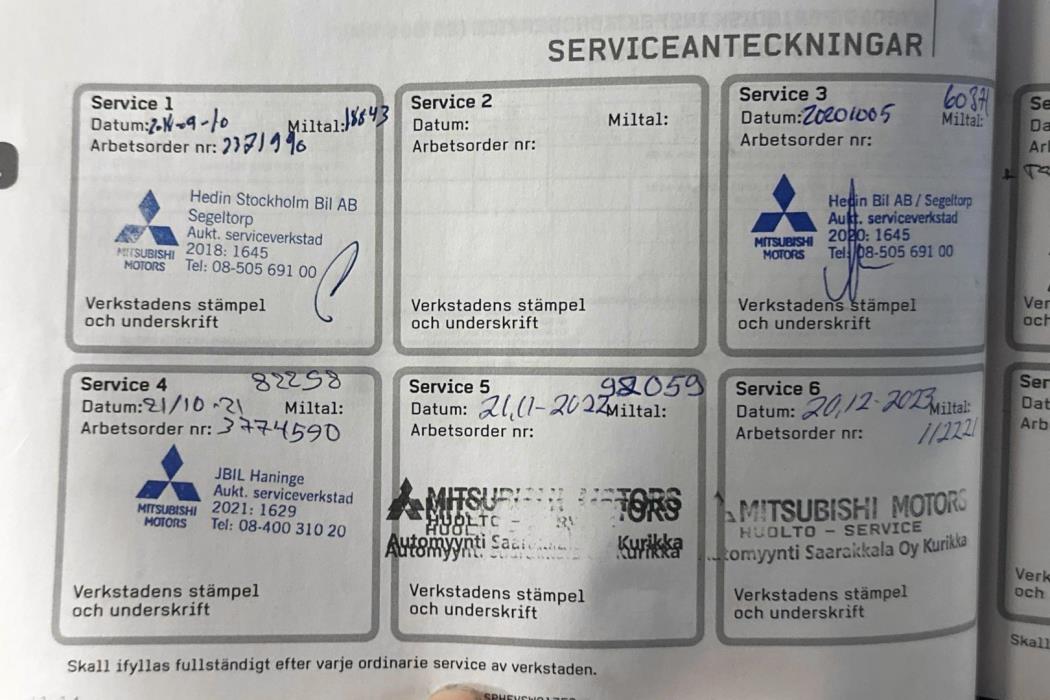 SERVICEANTECKNINGAR
Service 1
Datum: Miltal: 18643
Arbetsorder nr:
MITSUBISHI MOTORS
Hedin Stockholm Bil AB
Segeltorp
Aukt. serviceverkstad
2018: 1645
Tel: 08-505 691 00
Verkstadens stämpel
och underskrift
Service 2
Datum: Miltal:
Arbetsorder nr:
Verkstadens stämpel
och underskrift
Service 3
Datum: 20201005 Miltal:
Arbetsorder nr:
MITSUBISHI MOTORS
Hedin Bil AB / Segeltorp
Aukt. serviceverkstad
2020: 1645
Tel: 08-505 691 00
Verkstadens stämpel
och underskrift
Service 4 82258
Datum: 21/10 -21 Miltal:
Arbetsorder nr: 3774590
MITSUBISHI MOTORS
JBIL Haninge
Aukt. serviceverkstad
2021: 1629
Tel: 08-400 310 20
Verkstadens stämpel
och underskrift
Service 5 98059
Datum: 21,11-2022 Miltal:
Arbetsorder nr:
MITSUBISHI MOTORS
HUOLTO -
Automyynti Kurikka
Verkstadens stämpel
och underskrift
Service 6
Datum: 20,12-2023 Miltal:
Arbetsorder nr: 112221
MITSUBISHI MOTORS
HUOLTO - SERVICE
tomyynti Saarakkala Oy Kurikka
Verkstadens stämpel
och underskrift
Skall ifyllas fullständigt efter varje ordinarie service av verkstaden.